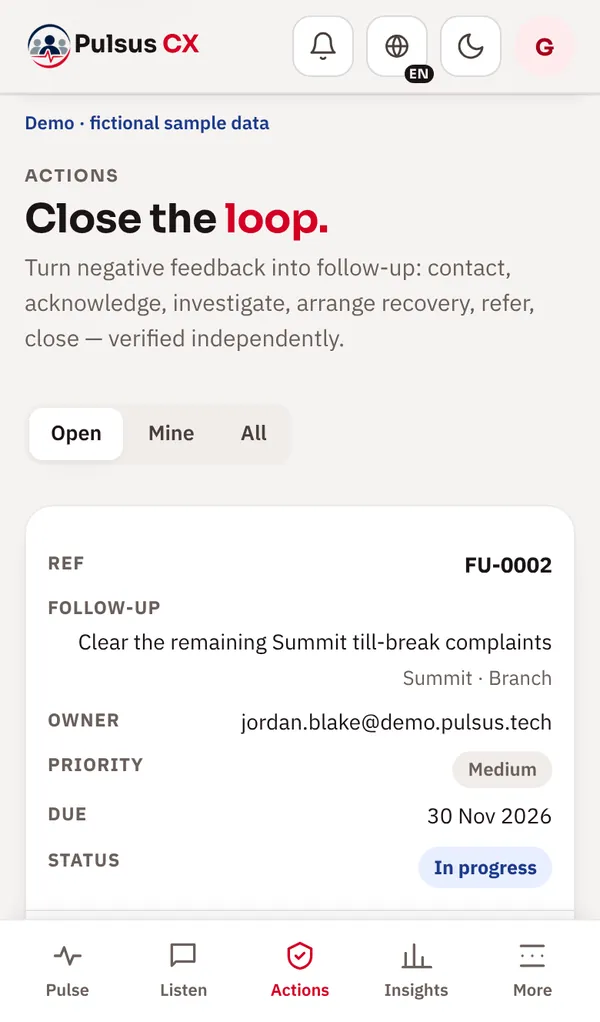 Pulsus CX
EN
G
Demo · fictional sample data
ACTIONS
Close the loop.
Turn negative feedback into follow-up: contact,
acknowledge, investigate, arrange recovery, refer,
close — verified independently.
Open Mine All
REF FU-0002
FOLLOW-UP
Clear the remaining Summit till-break complaints
Summit · Branch
OWNER jordan.blake@demo.pulsus.tech
PRIORITY Medium
DUE 30 Nov 2026
STATUS In progress
Pulse Listen Actions Insights More